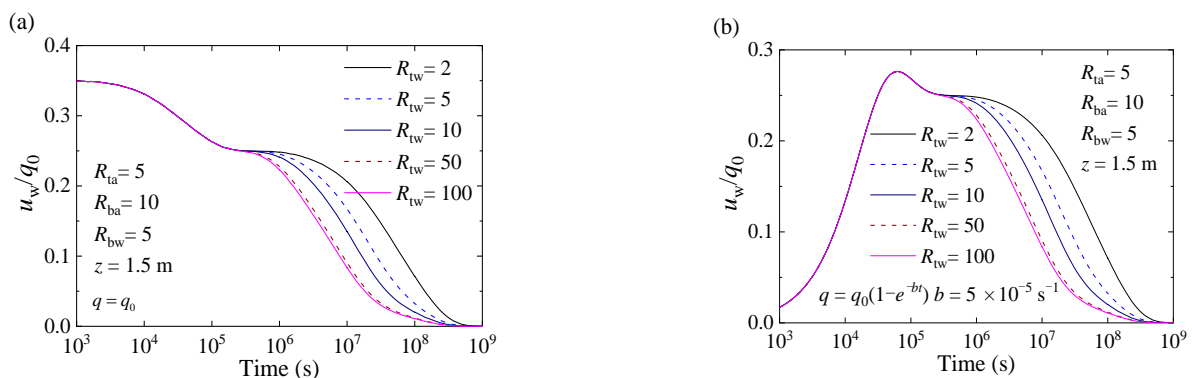 (a)
0.4
0.3
0.2
0.1
0.0
u_w/q_0
R_tw= 2
R_tw= 5
R_tw= 10
R_tw= 50
R_tw= 100
R_ta= 5
R_ba= 10
R_bw= 5
z = 1.5 m
q = q_0
10^3 10^4 10^5 10^6 10^7 10^8 10^9
Time (s)
(b)
0.3
0.2
0.1
0.0
u_w/q_0
R_ta= 5
R_ba= 10
R_bw= 5
z = 1.5 m
R_tw= 2
R_tw= 5
R_tw= 10
R_tw= 50
R_tw= 100
q = q_0(1−e^−bt) b = 5 ×10^−5 s^−1
10^3 10^4 10^5 10^6 10^7 10^8 10^9
Time (s)